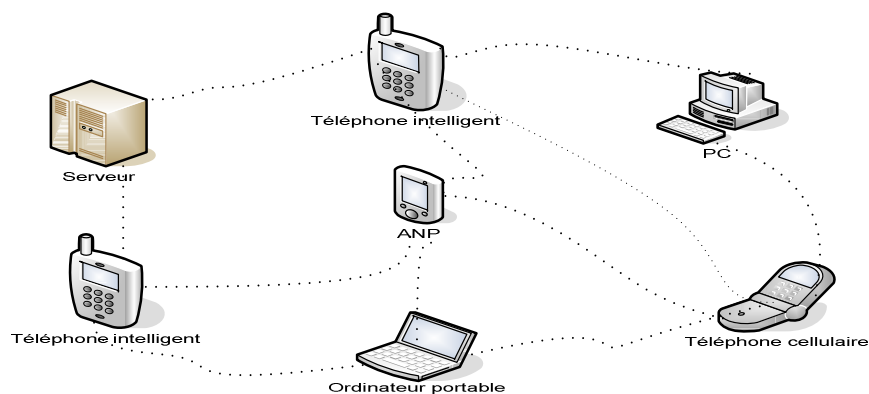 Téléphone intelligent
PC
Serveur
ANP
Téléphone intelligent
Téléphone cellulaire
Ordinateur portable